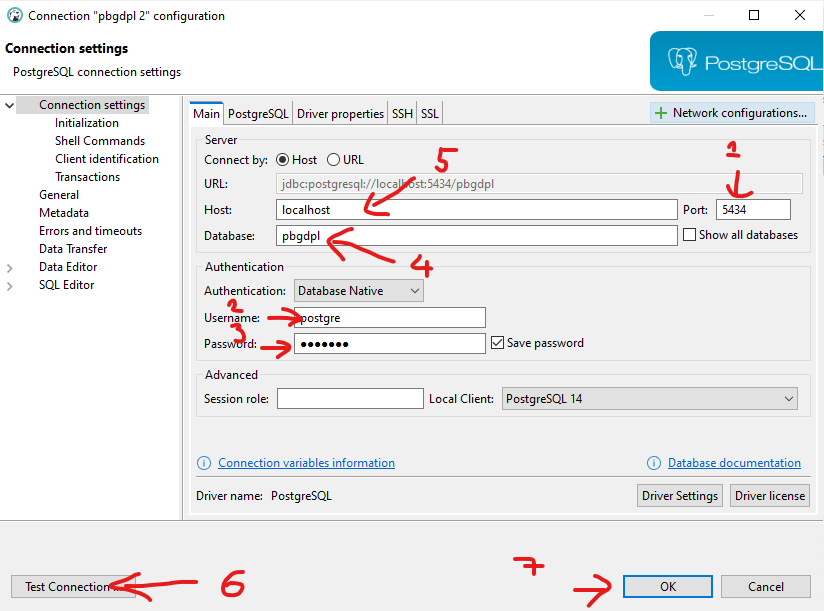 Connection "pbgdpl 2" configuration
Connection settings
PostgreSQL connection settings
PostgreSQL
Connection settings
Initialization
Shell Commands
Client identification
Transactions
General
Metadata
Errors and timeouts
Data Transfer
Data Editor
SQL Editor
Main PostgreSQL Driver properties SSH SSL
Network configurations...
Server
Connect by: Host URL
5
1
URL: jdbc:postgresql://localhost:5434/pbgdpl
Host: localhost Port: 5434
Database: pbgdpl Show all databases
4
Authentication
Authentication: Database Native
2
Username: postgre
3
Password: ••••••• Save password
Advanced
Session role: Local Client: PostgreSQL 14
Connection variables information Database documentation
Driver name: PostgreSQL Driver Settings Driver license
Test Connection ... 6
7
OK Cancel